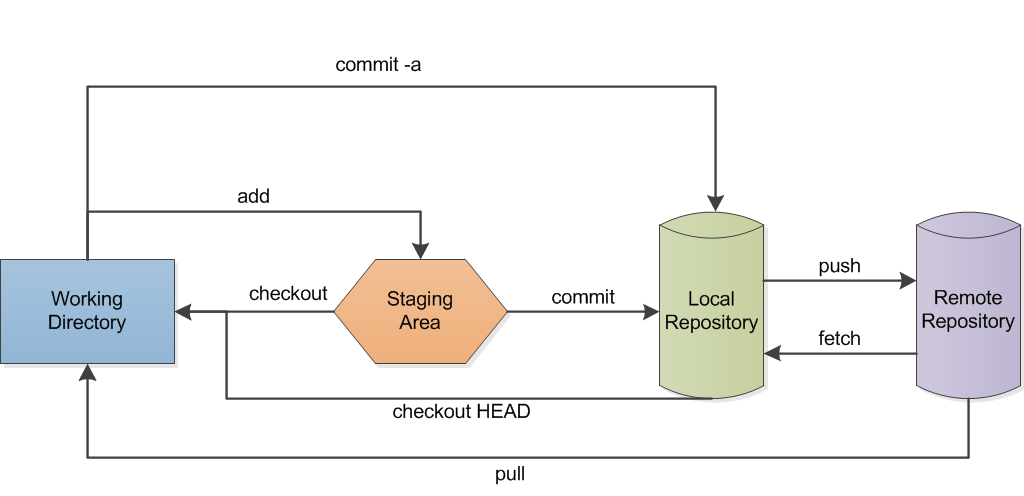 commit -a
add
Working
Directory
checkout
Staging
Area
commit
Local
Repository
push
fetch
Remote
Repository
checkout HEAD
pull